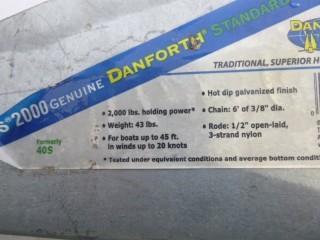 S® 2000 GENUINE DANFORTH® STANDARD
TRADITIONAL, SUPERIOR H
Formerly
40S
• 2,000 lbs. holding power*
• Weight: 43 lbs.
• For boats up to 45 ft.
in winds up to 20 knots
• Hot dip galvanized finish
• Chain: 6' of 3/8" dia.
• Rode: 1/2" open-laid,
3-strand nylon
* Tested under equivalent conditions and average bottom conditi